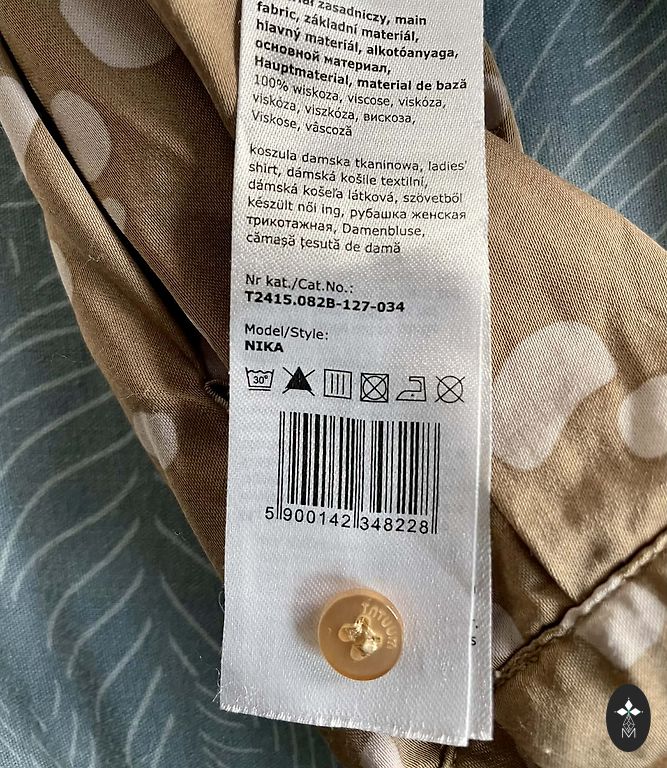 zasadniczy, main
fabric, základní materiál,
hlavný materiál, alkotóanyaga,
основной материал,
Hauptmaterial, material de bază
100% wiskoza, viscose, viskóza,
viskóza, viszkóza, вискоза,
Viskose, vâscoză
koszula damska tkaninowa, ladies'
shirt, dámská košile textilní,
dámská košeľa látková, szövetből
készült női ing, рубашка женская
трикотажная, Damenbluse,
cămașă țesută de damă
Nr kat./Cat.No.:
T2415.082B-127-034
Model/Style:
NIKA
30°
5 900142 348228
TATUUM
M